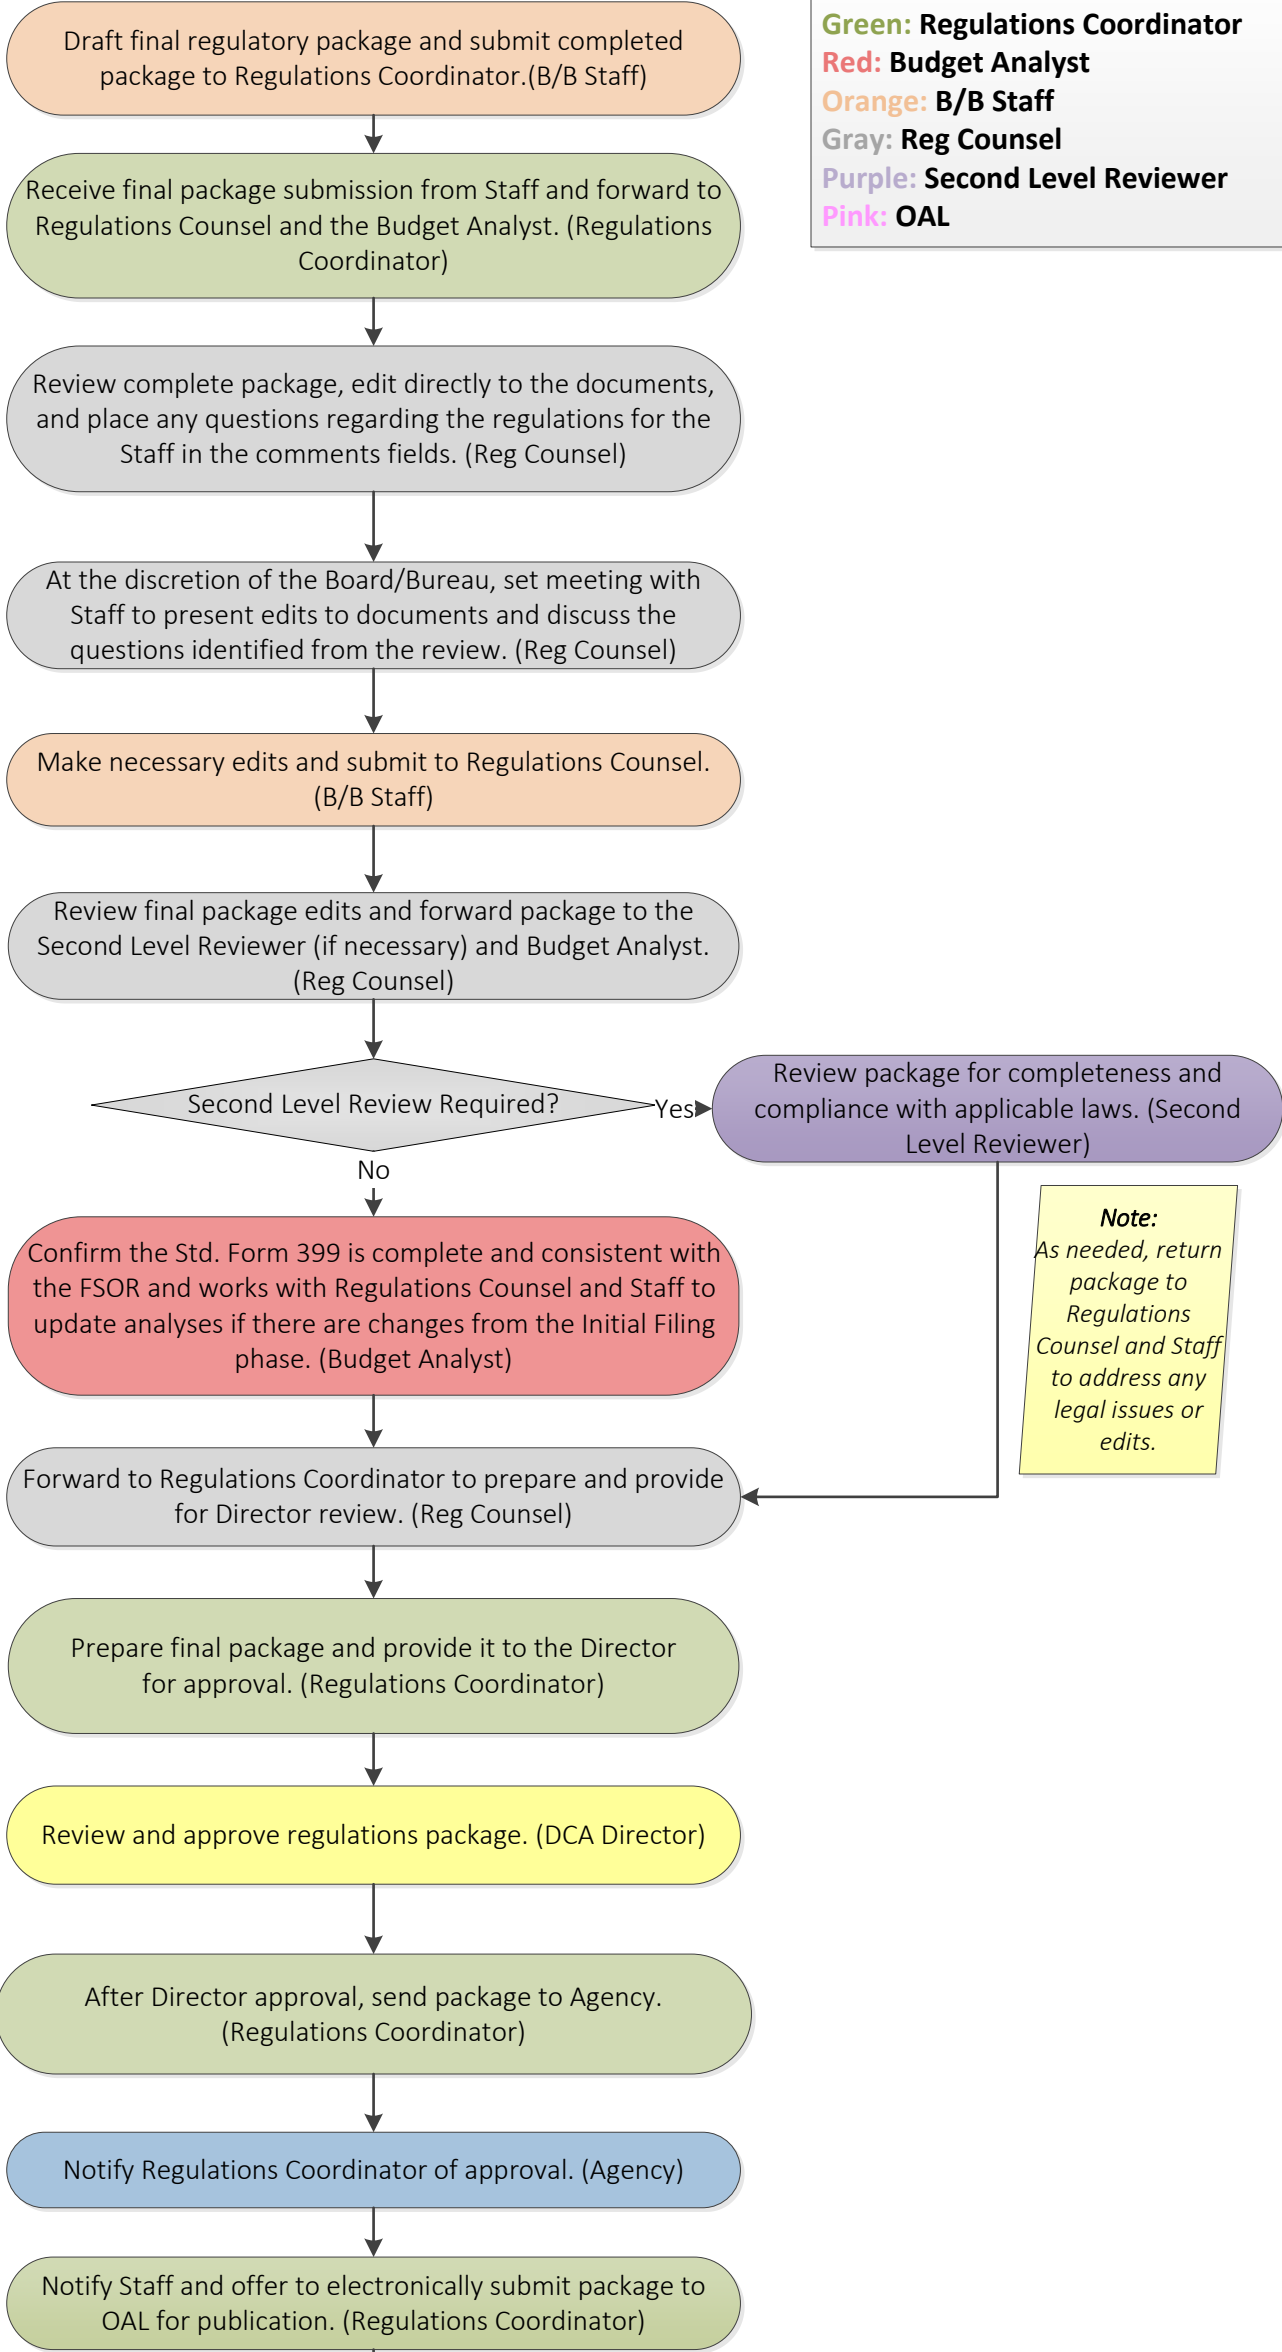 Draft final regulatory package and submit completed
package to Regulations Coordinator.(B/B Staff)
Green: Regulations Coordinator
Red: Budget Analyst
Orange: B/B Staff
Gray: Reg Counsel
Purple: Second Level Reviewer
Pink: OAL
Receive final package submission from Staff and forward to
Regulations Counsel and the Budget Analyst. (Regulations
Coordinator)
Review complete package, edit directly to the documents,
and place any questions regarding the regulations for the
Staff in the comments fields. (Reg Counsel)
At the discretion of the Board/Bureau, set meeting with
Staff to present edits to documents and discuss the
questions identified from the review. (Reg Counsel)
Make necessary edits and submit to Regulations Counsel.
(B/B Staff)
Review final package edits and forward package to the
Second Level Reviewer (if necessary) and Budget Analyst.
(Reg Counsel)
Second Level Review Required?
Yes
Review package for completeness and
compliance with applicable laws. (Second
Level Reviewer)
No
Note:
As needed, return
package to
Regulations
Counsel and Staff
to address any
legal issues or
edits.
Confirm the Std. Form 399 is complete and consistent with
the FSOR and works with Regulations Counsel and Staff to
update analyses if there are changes from the Initial Filing
phase. (Budget Analyst)
Forward to Regulations Coordinator to prepare and provide
for Director review. (Reg Counsel)
Prepare final package and provide it to the Director
for approval. (Regulations Coordinator)
Review and approve regulations package. (DCA Director)
After Director approval, send package to Agency.
(Regulations Coordinator)
Notify Regulations Coordinator of approval. (Agency)
Notify Staff and offer to electronically submit package to
OAL for publication. (Regulations Coordinator)